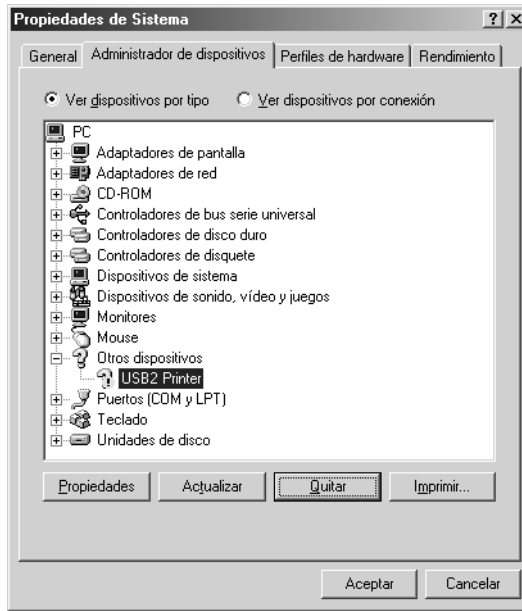 Propiedades de Sistema
General Administrador de dispositivos Perfiles de hardware Rendimiento
Ver dispositivos por tipo Ver dispositivos por conexión
PC
Adaptadores de pantalla
Adaptadores de red
CD-ROM
Controladores de bus serie universal
Controladores de disco duro
Controladores de disquete
Dispositivos de sistema
Dispositivos de sonido, vídeo y juegos
Monitores
Mouse
Otros dispositivos
USB2 Printer
Puertos (COM y LPT)
Teclado
Unidades de disco
Propiedades Actualizar Quitar Imprimir...
Aceptar Cancelar